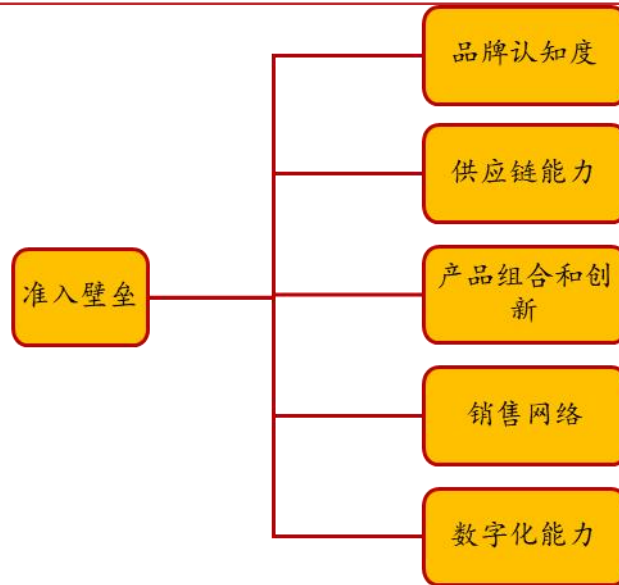 品牌认知度
供应链能力
准入壁垒
产品组合和创
新
销售网络
数字化能力